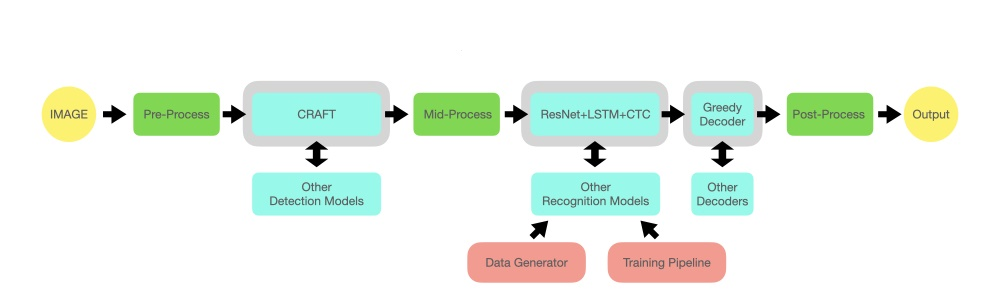 IMAGE
Pre-Process
CRAFT
Mid-Process
ResNet+LSTM+CTC
Greedy
Decoder
Post-Process
Output
Other
Detection Models
Other
Recognition Models
Other
Decoders
Data Generator
Training Pipeline